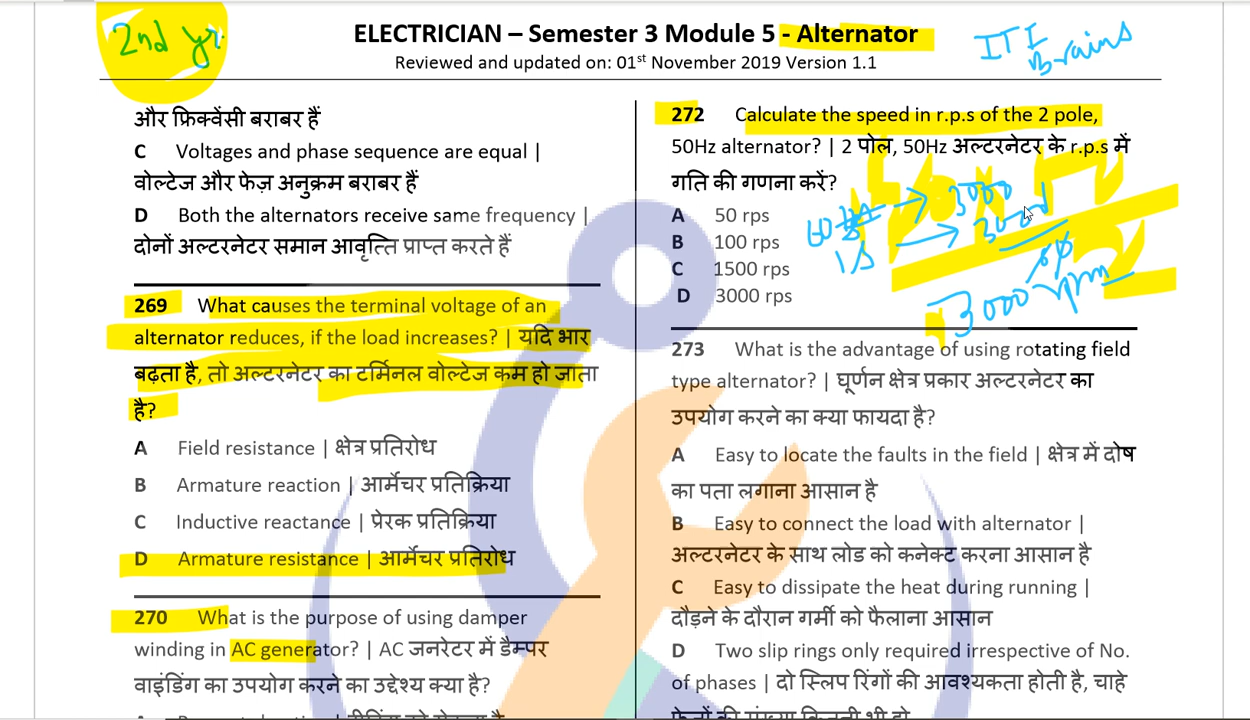 2nd yr.
ELECTRICIAN – Semester 3 Module 5 - Alternator
Reviewed and updated on: 01st November 2019 Version 1.1
ITI
Brains
और फ्रिक्वेंसी बराबर हैं
C Voltages and phase sequence are equal |
वोल्टेज और फेज़ अनुक्रम बराबर हैं
D Both the alternators receive same frequency |
दोनों अल्टरनेटर समान आवृत्ति प्राप्त करते हैं
269 What causes the terminal voltage of an
alternator reduces, if the load increases? | यदि भार
बढ़ता है, तो अल्टरनेटर का टर्मिनल वोल्टेज कम हो जाता
है?
A Field resistance | क्षेत्र प्रतिरोध
B Armature reaction | आर्मेचर प्रतिक्रिया
C Inductive reactance | प्रेरक प्रतिक्रिया
D Armature resistance | आर्मेचर प्रतिरोध
270 What is the purpose of using damper
winding in AC generator? | AC जनरेटर में डैम्पर
वाइंडिंग का उपयोग करने का उद्देश्य क्या है?
272 Calculate the speed in r.p.s of the 2 pole,
50Hz alternator? | 2 पोल, 50Hz अल्टरनेटर के r.p.s में
गति की गणना करें?
A 50 rps
B 100 rps
C 1500 rps
D 3000 rps
→ 3000
1s → 300
60
3000 rpm
273 What is the advantage of using rotating field
type alternator? | घूर्णन क्षेत्र प्रकार अल्टरनेटर का
उपयोग करने का क्या फायदा है?
A Easy to locate the faults in the field | क्षेत्र में दोष
का पता लगाना आसान है
B Easy to connect the load with alternator |
अल्टरनेटर के साथ लोड को कनेक्ट करना आसान है
C Easy to dissipate the heat during running |
दौड़ने के दौरान गर्मी को फैलाना आसान
D Two slip rings only required irrespective of No.
of phases | दो स्लिप रिंगों की आवश्यकता होती है, चाहे